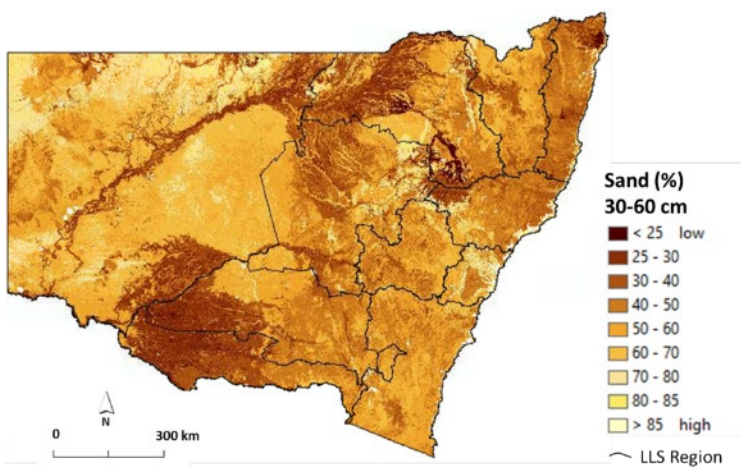 Sand (%)
30-60 cm
< 25 low
25 - 30
30 - 40
40 - 50
50 - 60
60 - 70
70 - 80
80 - 85
> 85 high
LLS Region
N
0 300 km